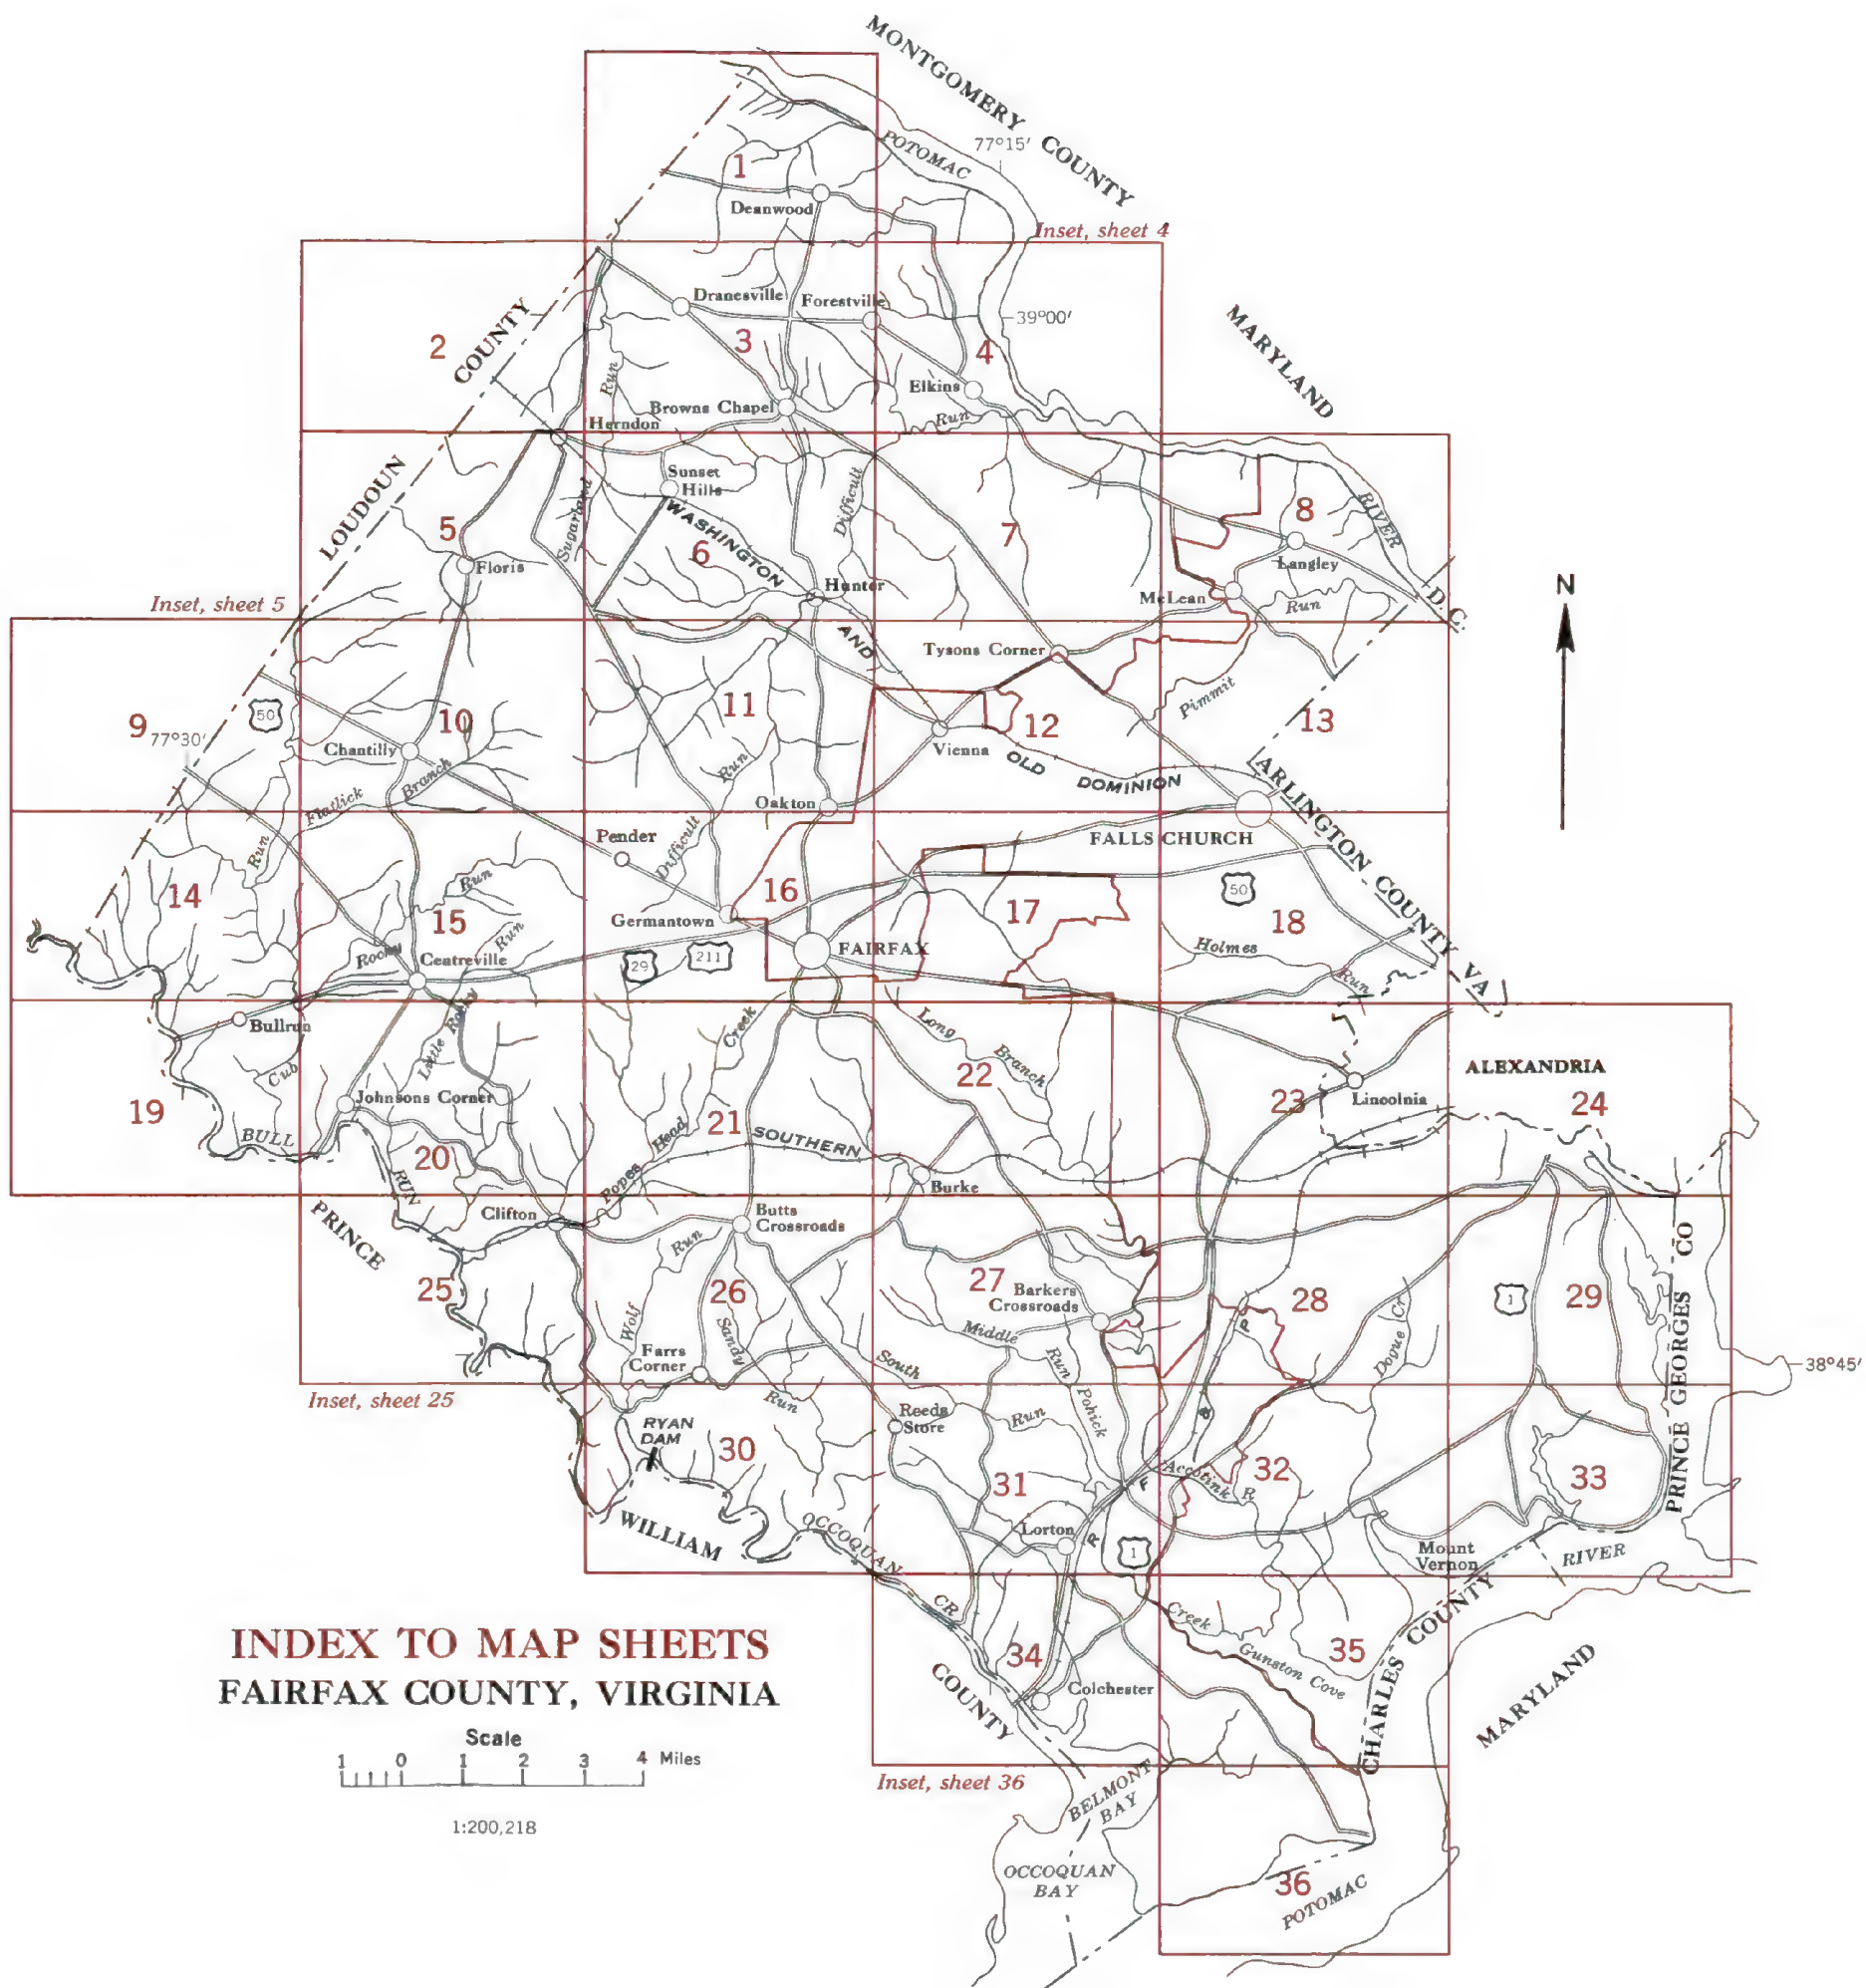 MONTGOMERY COUNTY
POTOMAC
77°15'
1
Deanwood
Inset, sheet 4
Dranesville
Forestville
39°00'
MARYLAND
2
COUNTY
3
4
Run
Elkins
Browns Chapel
Run
Herndon
LOUDOUN
Sunset
Hills
Difficult
RIVER
8
5
Sugarland
WASHINGTON
6
7
Langley
Floris
Hunter
McLean
Run
D.C.
N
Inset, sheet 5
AND
Tysons Corner
Pimmit
50
11
9
77°30'
10
12
13
Chantilly
Vienna
Run
OLD
DOMINION
Branch
Flatlick
Oakton
ARLINGTON COUNTY VA
Run
Pender
Difficult
FALLS CHURCH
14
Run
16
50
15
Germantown
17
18
Run
Rocky
Centreville
29
211
FAIRFAX
Holmes
Run
Bullrun
Little Rocky
Creek
Long
Branch
22
ALEXANDRIA
Cub
Johnsons Corner
23
Lincolnia
24
19
BULL
21
Head
SOUTHERN
20
RUN
Popes
Burke
Clifton
Butts
Crossroads
PRINCE
Run
25
26
27
Barkers
Crossroads
28
1
29
PRINCE GEORGES CO
Wolf
Sandy
Middle
P
Dogue Cr
Farrs
Corner
South
Run
38°45'
Inset, sheet 25
Run
Reeds
Store
Run
Pohick
&
RYAN
DAM
30
Accotink
R
32
31
F
33
WILLIAM
OCCOQUAN
Lorton
R
1
Mount
Vernon
RIVER
CR
Creek
INDEX TO MAP SHEETS
34
Gunston Cove
35
CHARLES COUNTY
FAIRFAX COUNTY, VIRGINIA
COUNTY
Colchester
MARYLAND
Scale
1 0 1 2 3 4 Miles
Inset, sheet 36
BELMONT
BAY
1:200,218
OCCOQUAN
BAY
36
POTOMAC